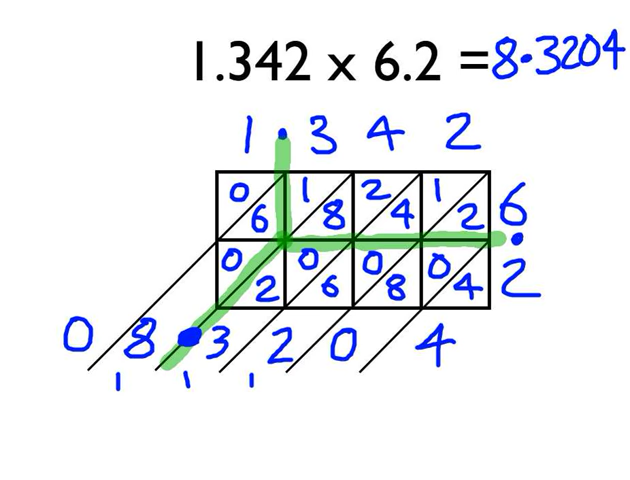 1.342 x 6.2 = 8.3204
1 . 3 4 2
0 1 2 1
6 8 4 2 6
.
0 0 0 0
2 6 8 4 2
0 8 . 3 2 0 4
1 1 1